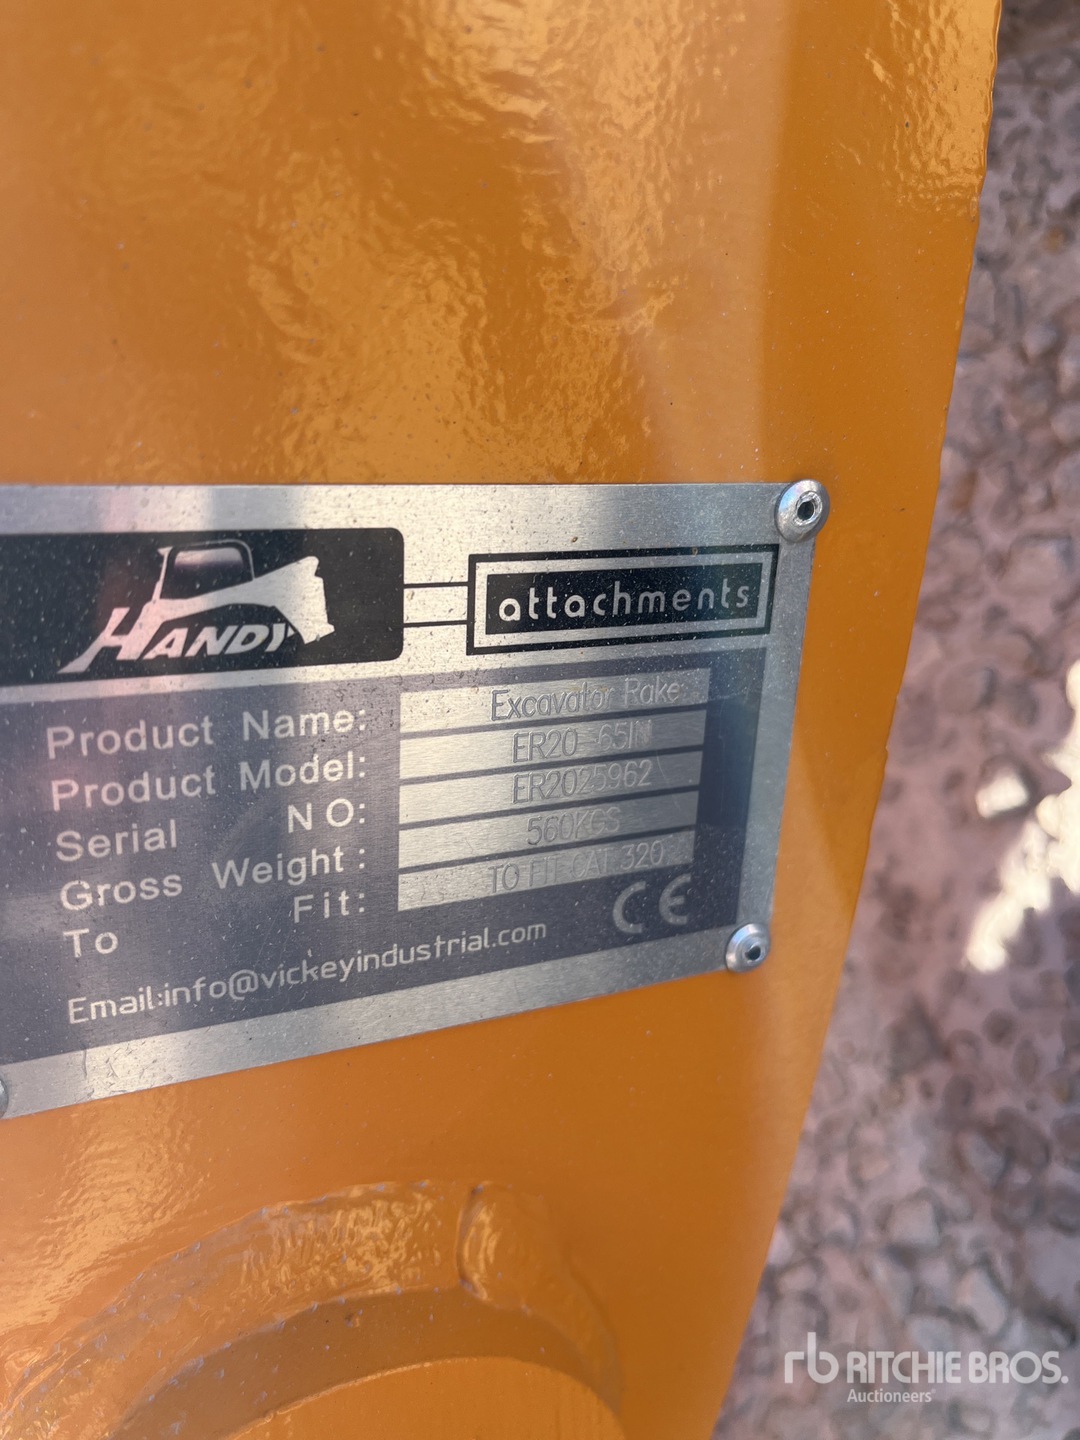 HANDY
attachments
Product Name: Excavator Rake
Product Model: ER20-65IN
Serial NO: ER2025962
Gross Weight: 560KGS
To Fit: TO FIT CAT 320
CE
Email:info@vickeyindustrial.com
rb RITCHIE BROS.
Auctioneers